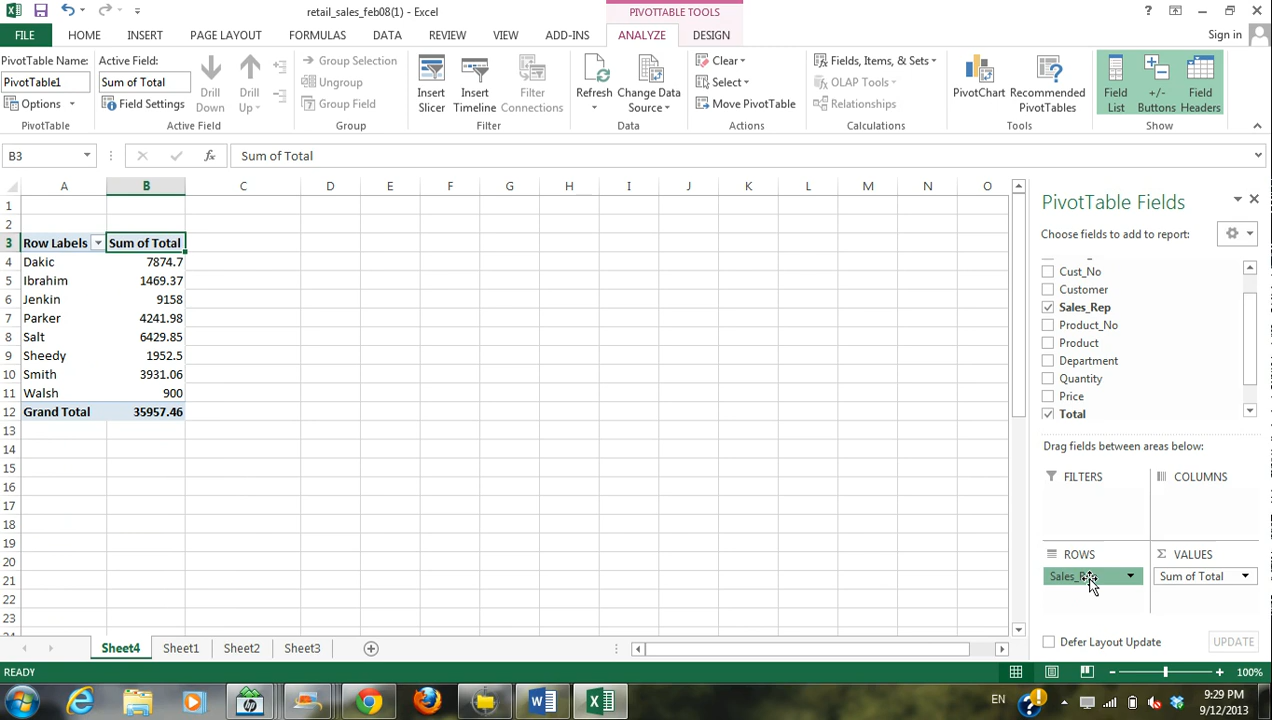 retail_sales_feb08(1) - Excel
PIVOTTABLE TOOLS
?
FILE HOME INSERT PAGE LAYOUT FORMULAS DATA REVIEW VIEW ADD-INS ANALYZE DESIGN Sign in
PivotTable Name:
PivotTable1
Options
PivotTable
Active Field:
Sum of Total
Field Settings
Drill Down
Drill Up
Active Field
Group Selection
Ungroup
Group Field
Group
Insert Slicer
Insert Timeline
Filter Connections
Filter
Refresh
Change Data Source
Data
Clear
Select
Move PivotTable
Actions
Fields, Items, & Sets
OLAP Tools
Relationships
Calculations
PivotChart
Recommended PivotTables
Tools
Field List
+/- Buttons
Field Headers
Show
B3 fx Sum of Total
A B C D E F G H I J K L M N O
1
2
3 Row Labels Sum of Total
4 Dakic 7874.7
5 Ibrahim 1469.37
6 Jenkin 9158
7 Parker 4241.98
8 Salt 6429.85
9 Sheedy 1952.5
10 Smith 3931.06
11 Walsh 900
12 Grand Total 35957.46
13
14
15
16
17
18
19
20
21
22
23
PivotTable Fields
Choose fields to add to report:
Cust_No
Customer
Sales_Rep
Product_No
Product
Department
Quantity
Price
Total
Drag fields between areas below:
FILTERS COLUMNS
ROWS Σ VALUES
Sum of Total
Defer Layout Update UPDATE
Sheet4 Sheet1 Sheet2 Sheet3
READY 100%
EN 9:29 PM
9/12/2013